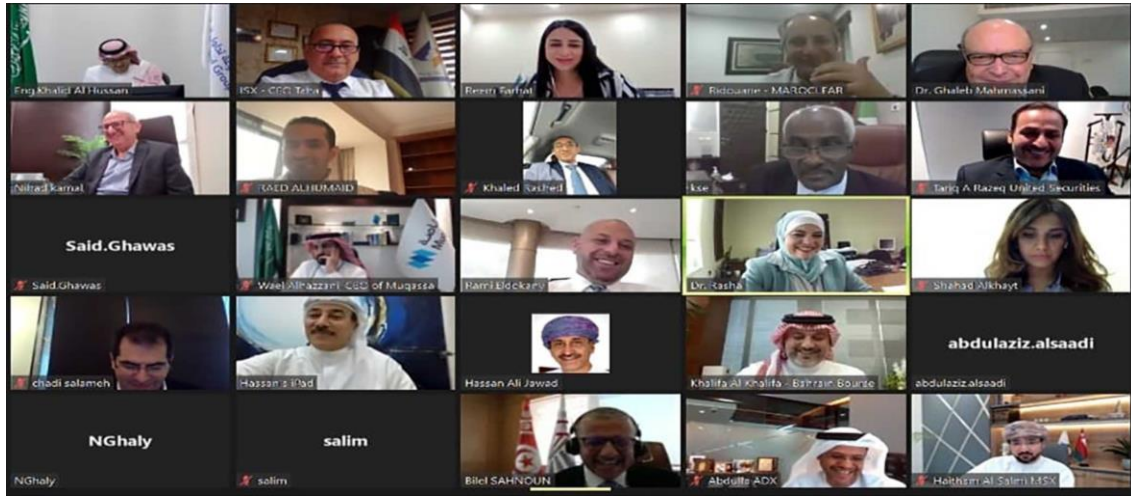 Eng.Khalid Al Hussan
ISX - CEO Taha
Reem Farhat
Ridouane - MAROCLEAR
Dr. Ghaleb Mahmassani
Nihad kamal
RAED ALHUMAID
Khaled Rashed
kse
Tariq A Razeq United Securities
Said.Ghawas
Said.Ghawas
Wael Alhazzani, CEO of Muqassa
Rami Eldokany
Dr. Rasha
Shahad Alkhayt
chadi salameh
Hassan's iPad
Hassan Ali Jawad
Khalifa Al Khalifa - Bahrain Bourse
abdulaziz.alsaadi
abdulaziz.alsaadi
NGhaly
NGhaly
salim
salim
Bilel SAHNOUN
Abdulla ADX
Haitham Al Salmi MSX